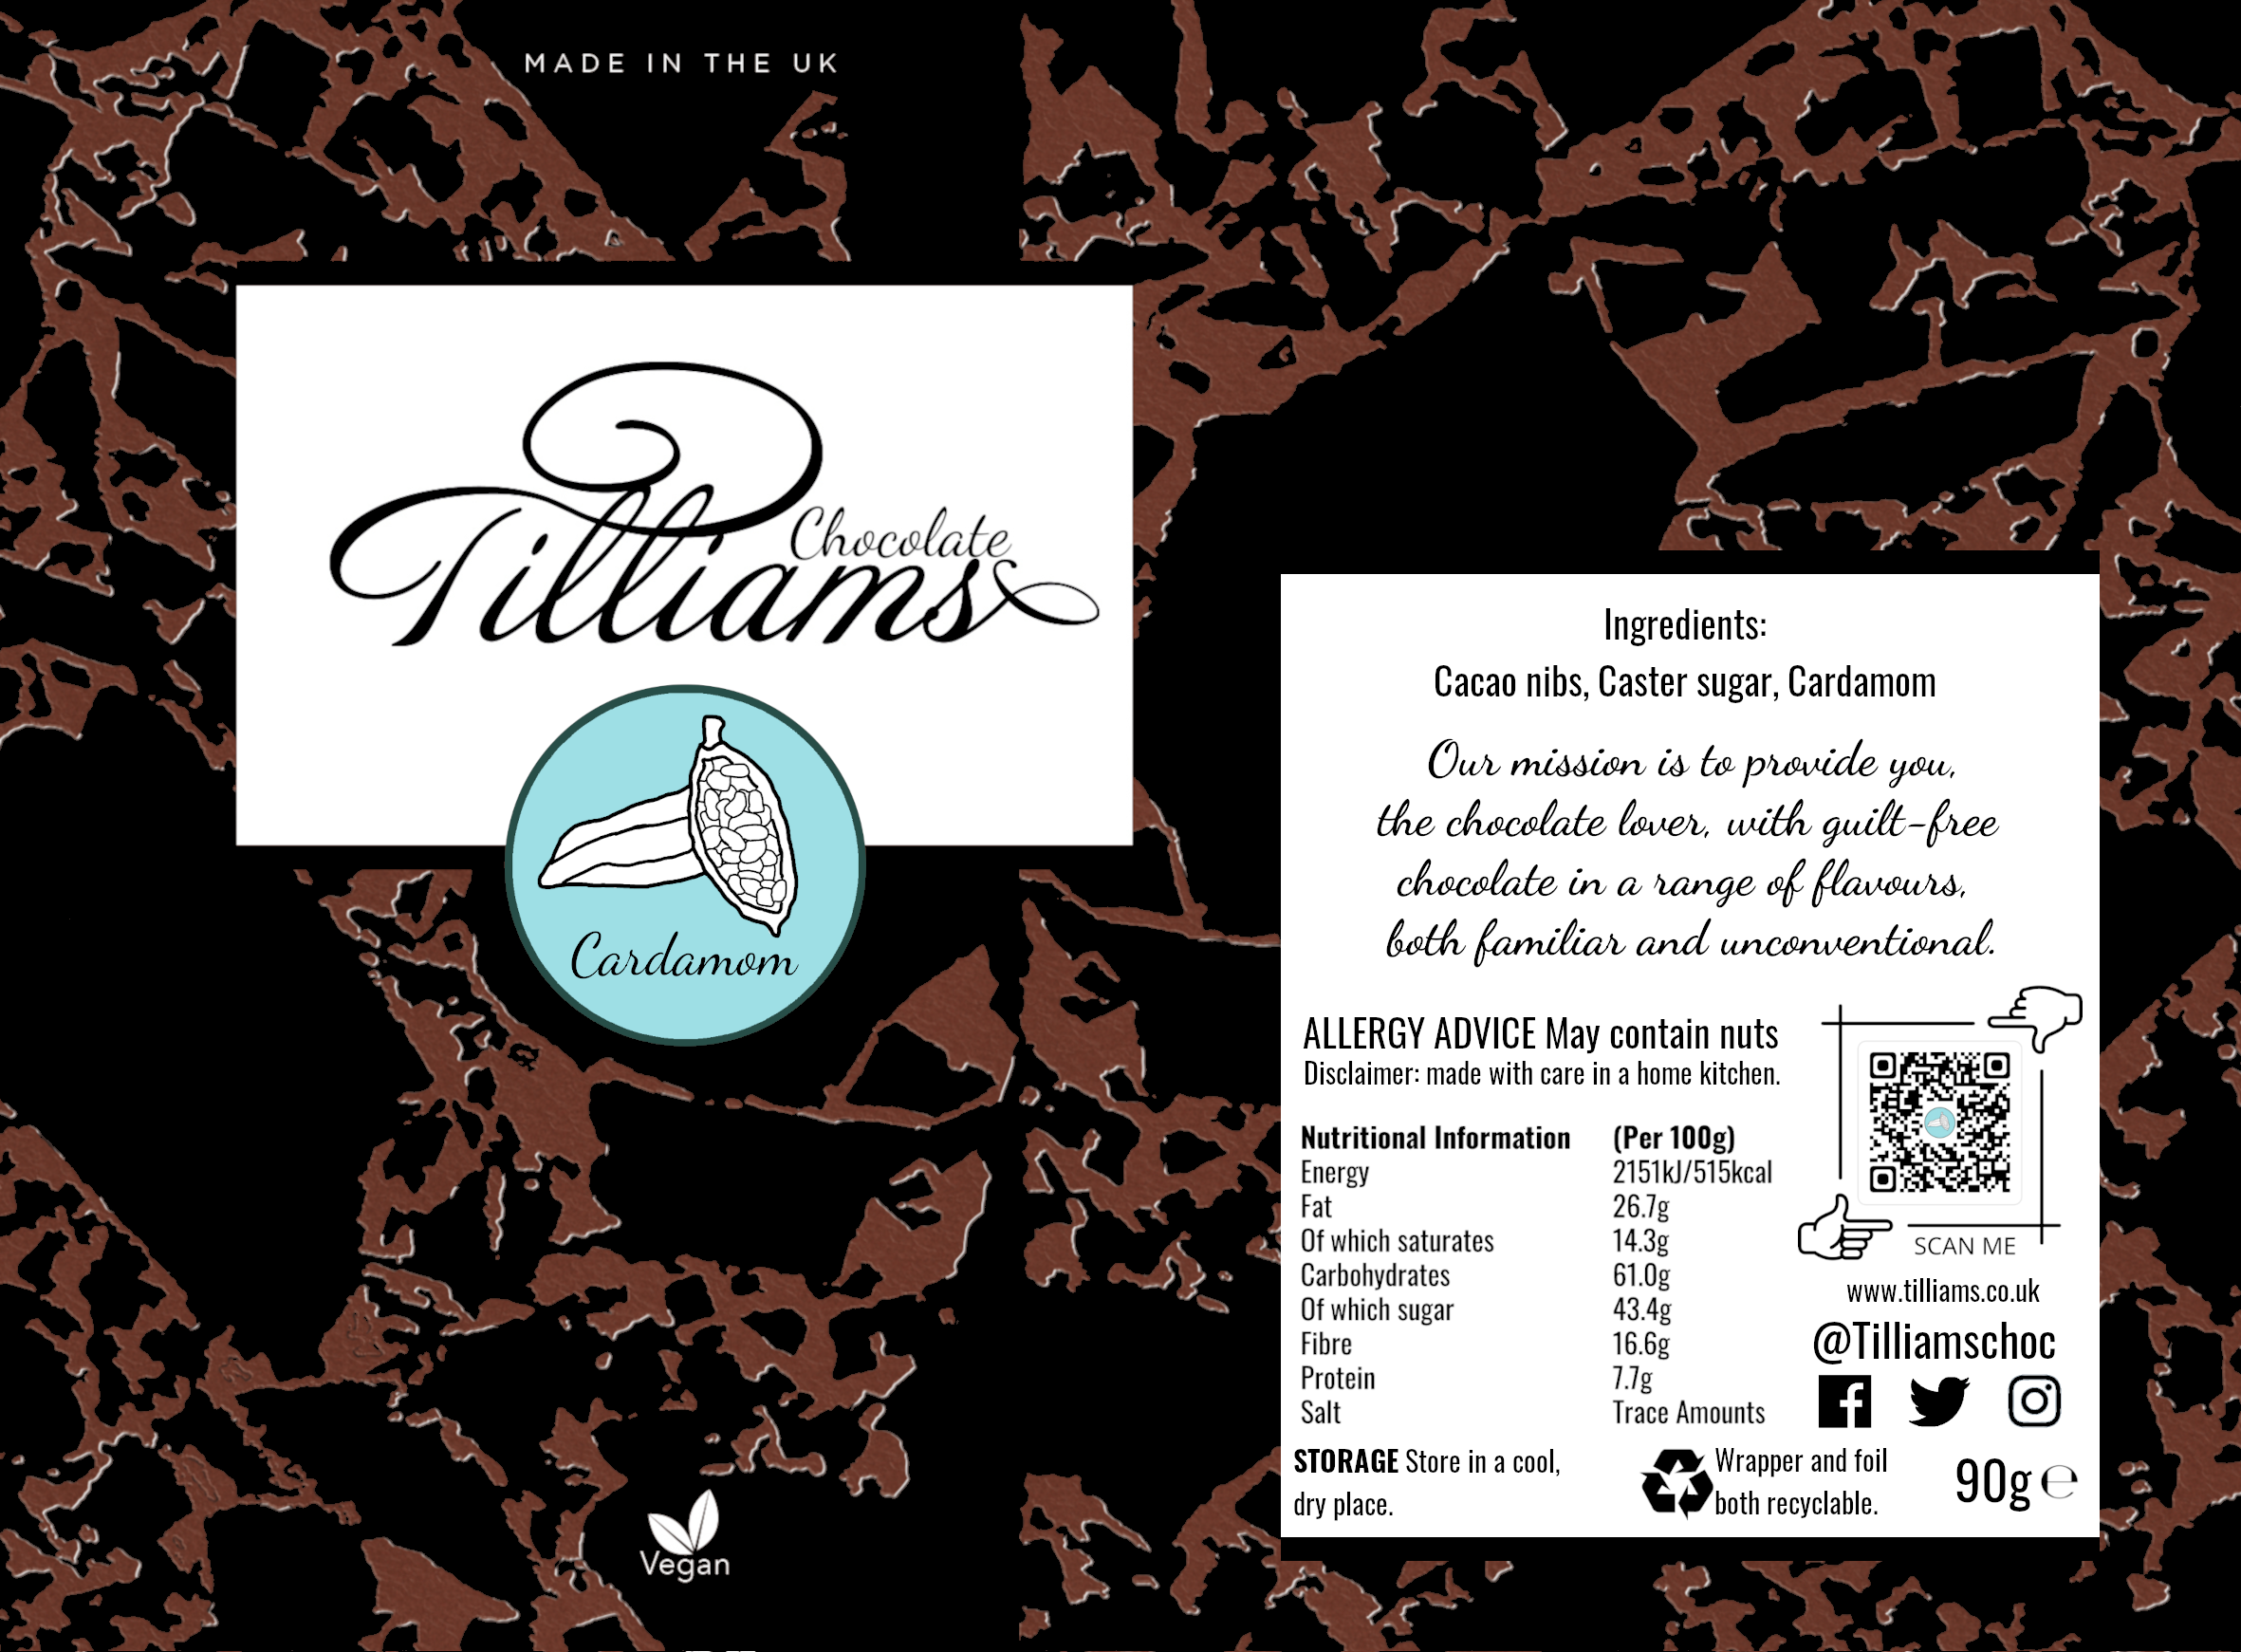 MADE IN THE UK
Chocolate
Tilliams
Cardamom
Vegan
Ingredients:
Cacao nibs, Caster sugar, Cardamom
Our mission is to provide you,
the chocolate lover, with guilt-free
chocolate in a range of flavours,
both familiar and unconventional.
ALLERGY ADVICE May contain nuts
Disclaimer: made with care in a home kitchen.
Nutritional Information (Per 100g)
Energy 2151kJ/515kcal
Fat 26.7g
Of which saturates 14.3g
Carbohydrates 61.0g
Of which sugar 43.4g
Fibre 16.6g
Protein 7.7g
Salt Trace Amounts
SCAN ME
www.tilliams.co.uk
@Tilliamschoc
STORAGE Store in a cool,
dry place.
Wrapper and foil
both recyclable.
90g ℮